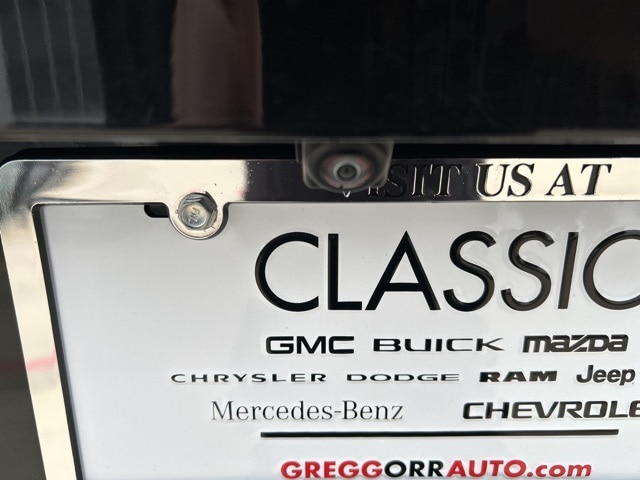 VISIT US AT
CLASSIC
GMC BUICK mazda
CHRYSLER DODGE RAM Jeep
Mercedes-Benz CHEVROLE
GREGGORRAUTO.com